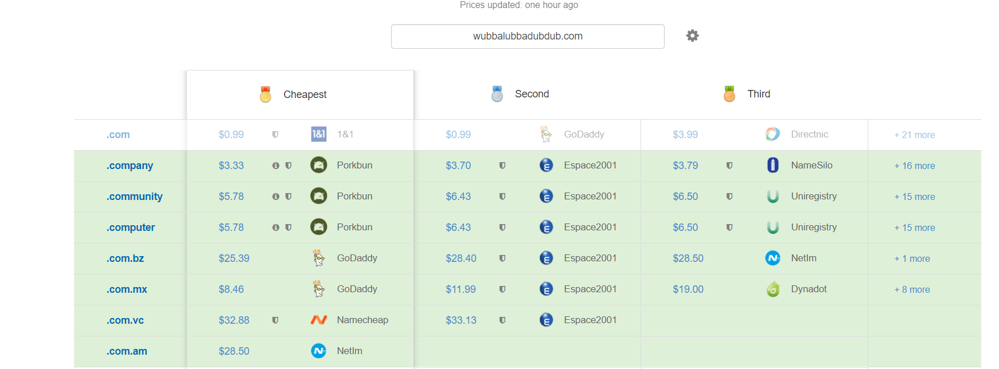 Prices updated: one hour ago
wubbalubbadubdub.com
Cheapest Second Third
.com $0.99 1&1 1&1 $0.99 GoDaddy $3.99 Directnic + 21 more
.company $3.33 Porkbun $3.70 Espace2001 $3.79 NameSilo + 16 more
.community $5.78 Porkbun $6.43 Espace2001 $6.50 Uniregistry + 15 more
.computer $5.78 Porkbun $6.43 Espace2001 $6.50 Uniregistry + 15 more
.com.bz $25.39 GoDaddy $28.40 Espace2001 $28.50 NetIm + 1 more
.com.mx $8.46 GoDaddy $11.99 Espace2001 $19.00 Dynadot + 8 more
.com.vc $32.88 Namecheap $33.13 Espace2001
.com.am $28.50 NetIm